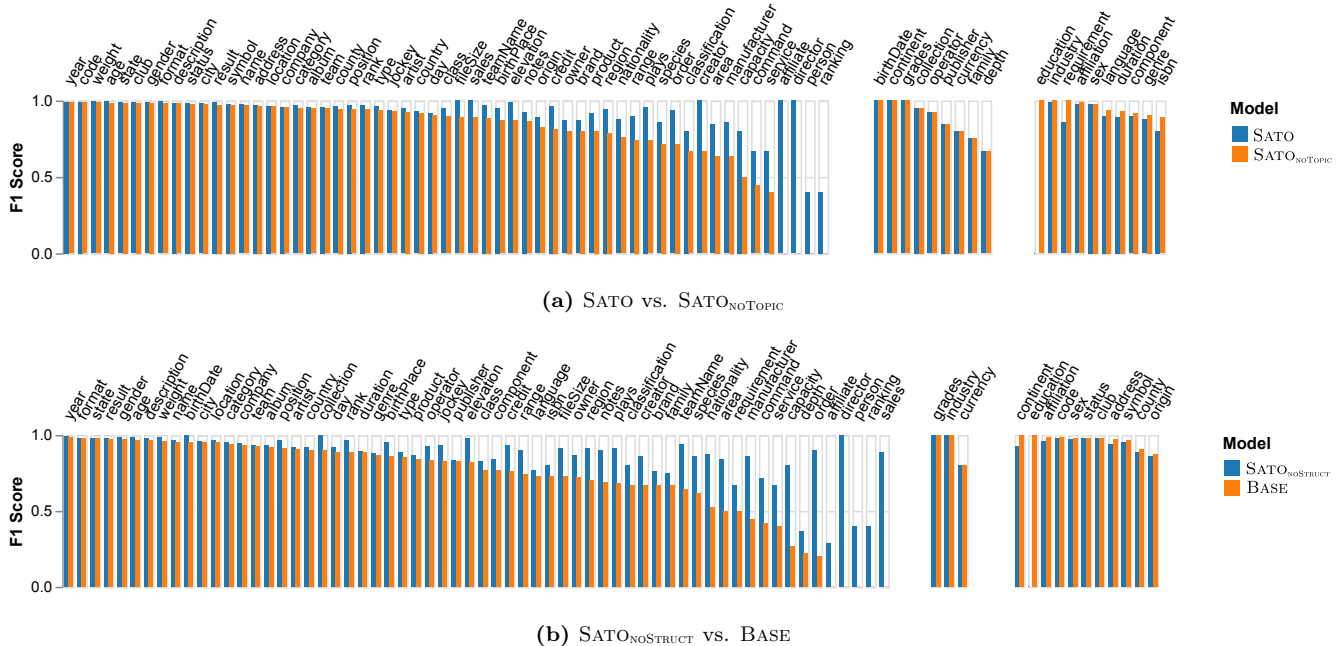 year code weight age state club gender format description status city result symbol name address location company category album team county position rank type jockey artist country day class fileSize sales teamName birthPlace elevation notes origin credit owner brand product region nationality range plays species order classification creator area manufacturer capacity command service affiliate director person ranking
birthDate continent grades collection operator publisher currency family depth
education industry requirement affiliation sex language duration component genre isbn
1.0
0.5
0.0
F1 Score
Model
SATO
SATO_NOTOPIC
(a) SATO vs. SATO_NOTOPIC
year format state result gender age description weight name birthDate city location category company team album position artist country collection day rank duration genre type birthPlace product operator jockey publisher elevation class component credit range language isbn fileSize owner region notes plays classification creator brand family teamName species nationality area requirement manufacturer command service capacity depth order affiliate director person ranking sales
grades industry currency
continent education affiliation code sex status club address symbol county origin
1.0
0.5
0.0
F1 Score
Model
SATO_NOSTRUCT
BASE
(b) SATO_NOSTRUCT vs. BASE